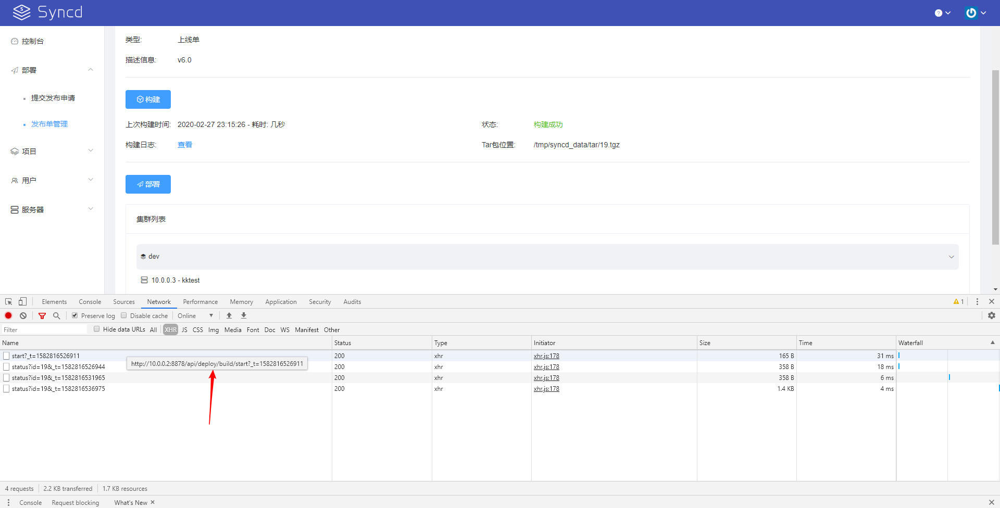 Syncd
控制台
部署
提交发布申请
发布单管理
项目
用户
服务器
类型: 上线单
描述信息: v6.0
构建
上次构建时间: 2020-02-27 23:15:26 - 耗时: 几秒 状态: 构建成功
构建日志: 查看 Tar包位置: /tmp/syncd_data/tar/19.tgz
部署
集群列表
dev
10.0.0.3 - kktest
Elements Console Sources Network Performance Memory Application Security Audits 1
Preserve log Disable cache Online
Filter Hide data URLs All XHR JS CSS Img Media Font Doc WS Manifest Other
Name Status Type Initiator Size Time Waterfall
start?_t=1582816526911 200 xhr xhr.js:178 165 B 31 ms
http://10.0.0.2:8878/api/deploy/build/start?_t=1582816526911
status?id=19&_t=1582816526944 200 xhr xhr.js:178 358 B 18 ms
status?id=19&_t=1582816531965 200 xhr xhr.js:178 358 B 6 ms
status?id=19&_t=1582816536975 200 xhr xhr.js:178 1.4 KB 4 ms
4 requests 2.2 KB transferred 1.7 KB resources
Console Request blocking What's New